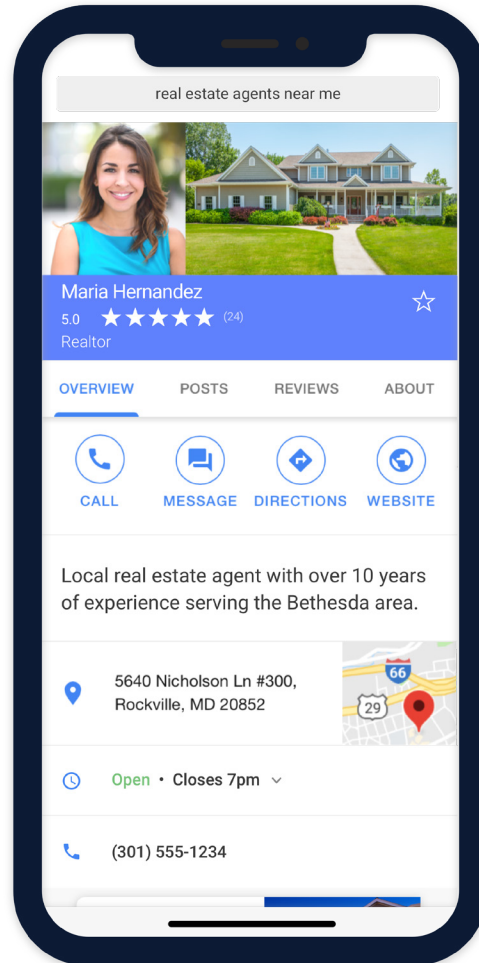 real estate agents near me
Maria Hernandez
5.0 (24)
Realtor
OVERVIEW POSTS REVIEWS ABOUT
CALL MESSAGE DIRECTIONS WEBSITE
Local real estate agent with over 10 years
of experience serving the Bethesda area.
5640 Nicholson Ln #300,
Rockville, MD 20852
66
29
Open • Closes 7pm
(301) 555-1234